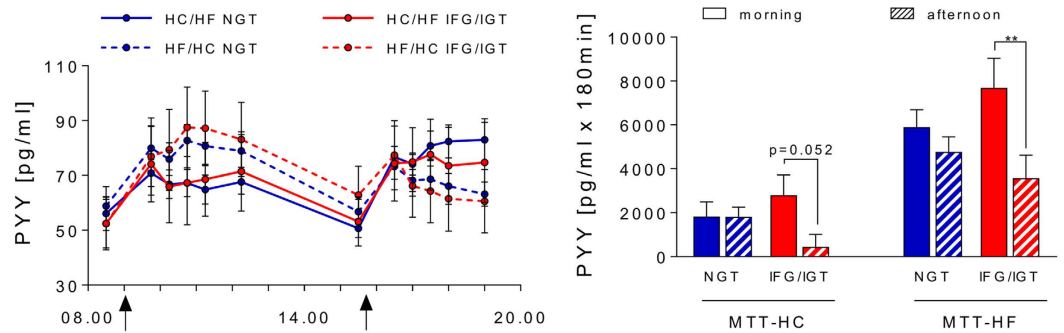 HC/HF NGT
HC/HF IFG/IGT
HF/HC NGT
HF/HC IFG/IGT
PYY [pg/ml]
110
90
70
50
30
08.00
14.00
20.00
morning
afternoon
PYY [pg/ml x 180min]
10000
8000
6000
4000
2000
0
p=0.052
**
NGT
IFG/IGT
NGT
IFG/IGT
MTT-HC
MTT-HF